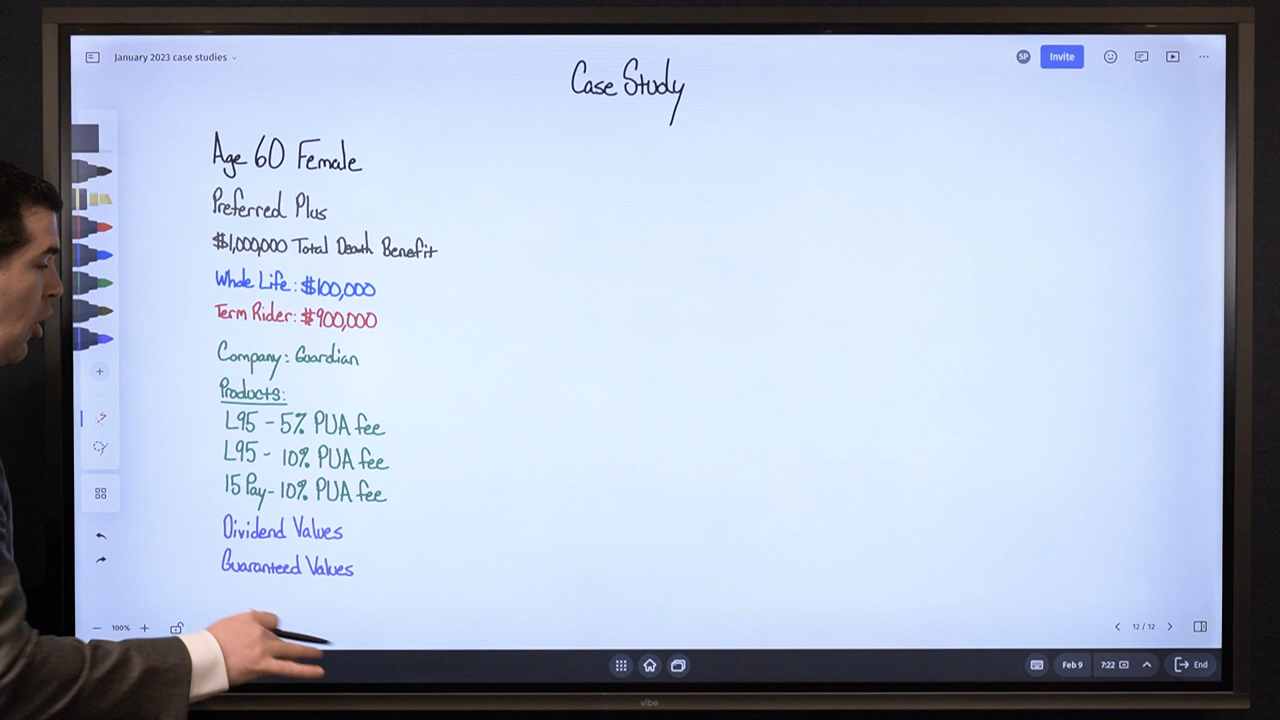 January 2023 case studies
SP
Invite
Case Study
Age 60 Female
Preferred Plus
$1,000,000 Total Death Benefit
Whole Life: $100,000
Term Rider: $900,000
Company: Guardian
Products:
L95 - 5% PUA fee
L95 - 10% PUA fee
15 Pay - 10% PUA fee
Dividend Values
Guaranteed Values
100%
12 / 12
Feb 9
7:22
End
vibe